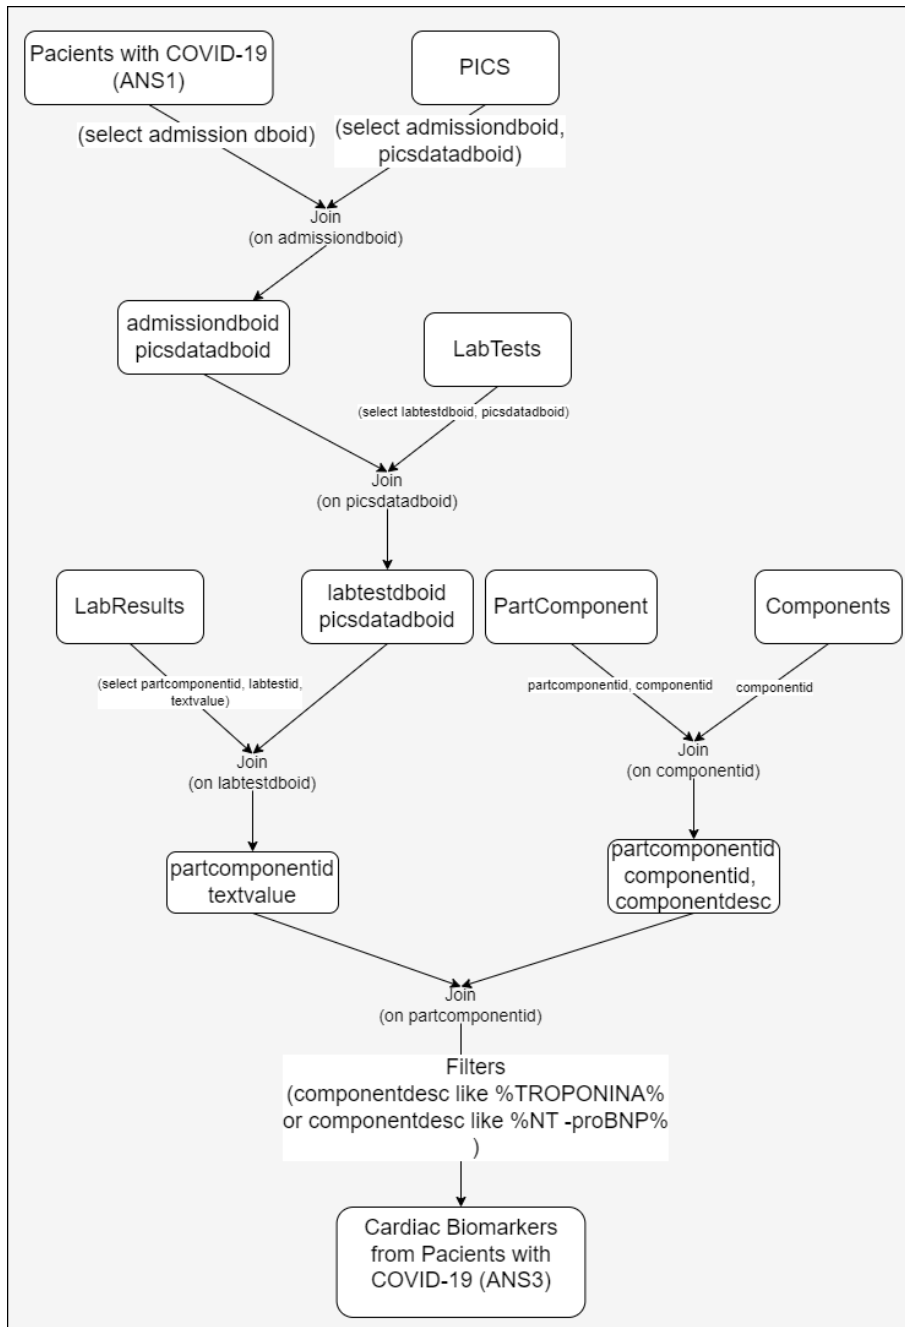 Pacients with COVID-19
(ANS1)
PICS
(select admission dboid)
(select admissiondboid,
picsdatadboid)
Join
(on admissiondboid)
admissiondboid
picsdatadboid
LabTests
(select labtestdboid, picsdatadboid)
Join
(on picsdatadboid)
LabResults
labtestdboid
picsdatadboid
PartComponent
Components
(select partcomponentid, labtestid,
textvalue)
partcomponentid, componentid
componentid
Join
(on labtestdboid)
Join
(on componentid)
partcomponentid
textvalue
partcomponentid
componentid,
componentdesc
Join
(on partcomponentid)
Filters
(componentdesc like %TROPONINA%
or componentdesc like %NT -proBNP%
)
Cardiac Biomarkers
from Pacients with
COVID-19 (ANS3)